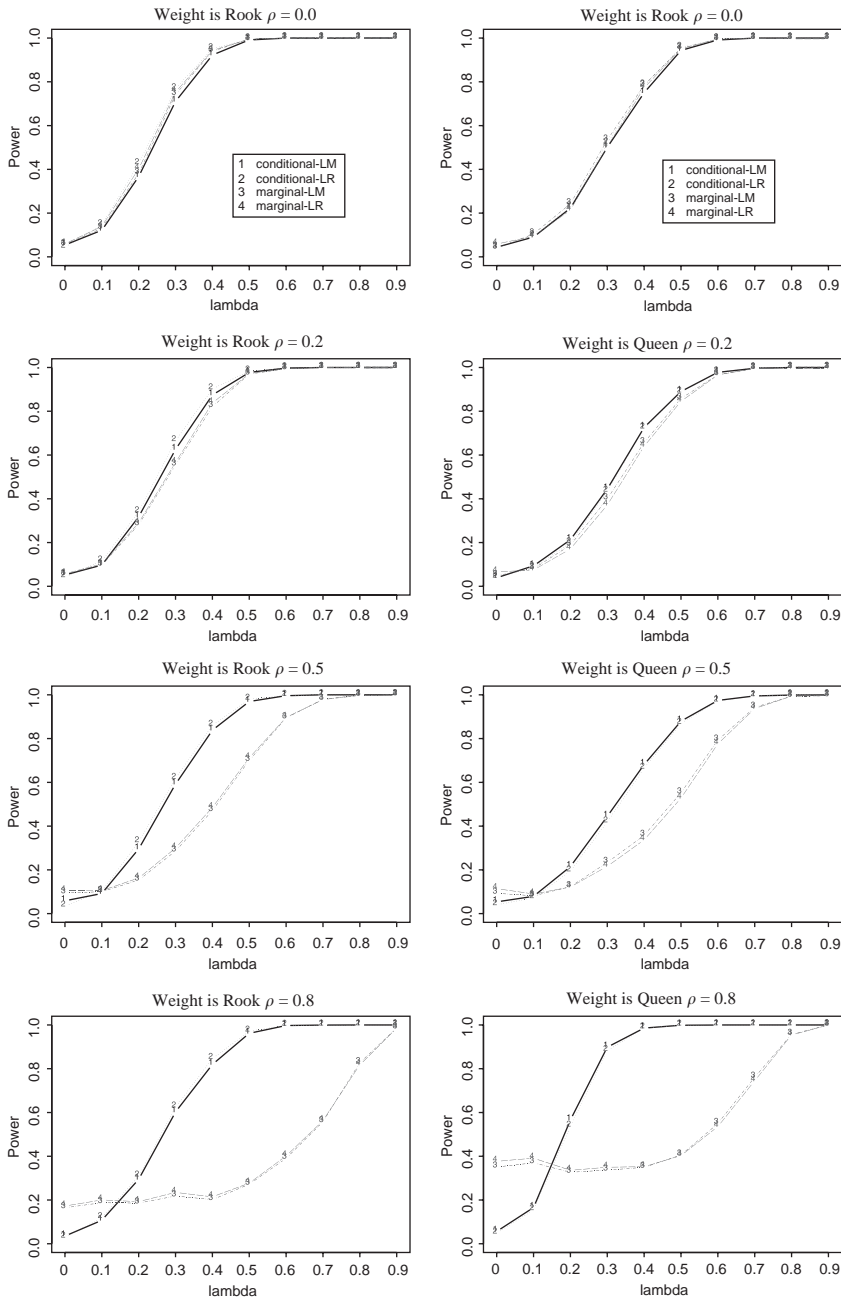 Weight is Rook ρ = 0.0
Power
1.0
0.8
0.6
0.4
0.2
0.0
1 conditional-LM
2 conditional-LR
3 marginal-LM
4 marginal-LR
0 0.1 0.2 0.3 0.4 0.5 0.6 0.7 0.8 0.9
lambda
Weight is Rook ρ = 0.0
Power
1.0
0.8
0.6
0.4
0.2
0.0
1 conditional-LM
2 conditional-LR
3 marginal-LM
4 marginal-LR
0 0.1 0.2 0.3 0.4 0.5 0.6 0.7 0.8 0.9
lambda
Weight is Rook ρ = 0.2
Power
1.0
0.8
0.6
0.4
0.2
0.0
0 0.1 0.2 0.3 0.4 0.5 0.6 0.7 0.8 0.9
lambda
Weight is Queen ρ = 0.2
Power
1.0
0.8
0.6
0.4
0.2
0.0
0 0.1 0.2 0.3 0.4 0.5 0.6 0.7 0.8 0.9
lambda
Weight is Rook ρ = 0.5
Power
1.0
0.8
0.6
0.4
0.2
0.0
0 0.1 0.2 0.3 0.4 0.5 0.6 0.7 0.8 0.9
lambda
Weight is Queen ρ = 0.5
Power
1.0
0.8
0.6
0.4
0.2
0.0
0 0.1 0.2 0.3 0.4 0.5 0.6 0.7 0.8 0.9
lambda
Weight is Rook ρ = 0.8
Power
1.0
0.8
0.6
0.4
0.2
0.0
0 0.1 0.2 0.3 0.4 0.5 0.6 0.7 0.8 0.9
lambda
Weight is Queen ρ = 0.8
Power
1.0
0.8
0.6
0.4
0.2
0.0
0 0.1 0.2 0.3 0.4 0.5 0.6 0.7 0.8 0.9
lambda